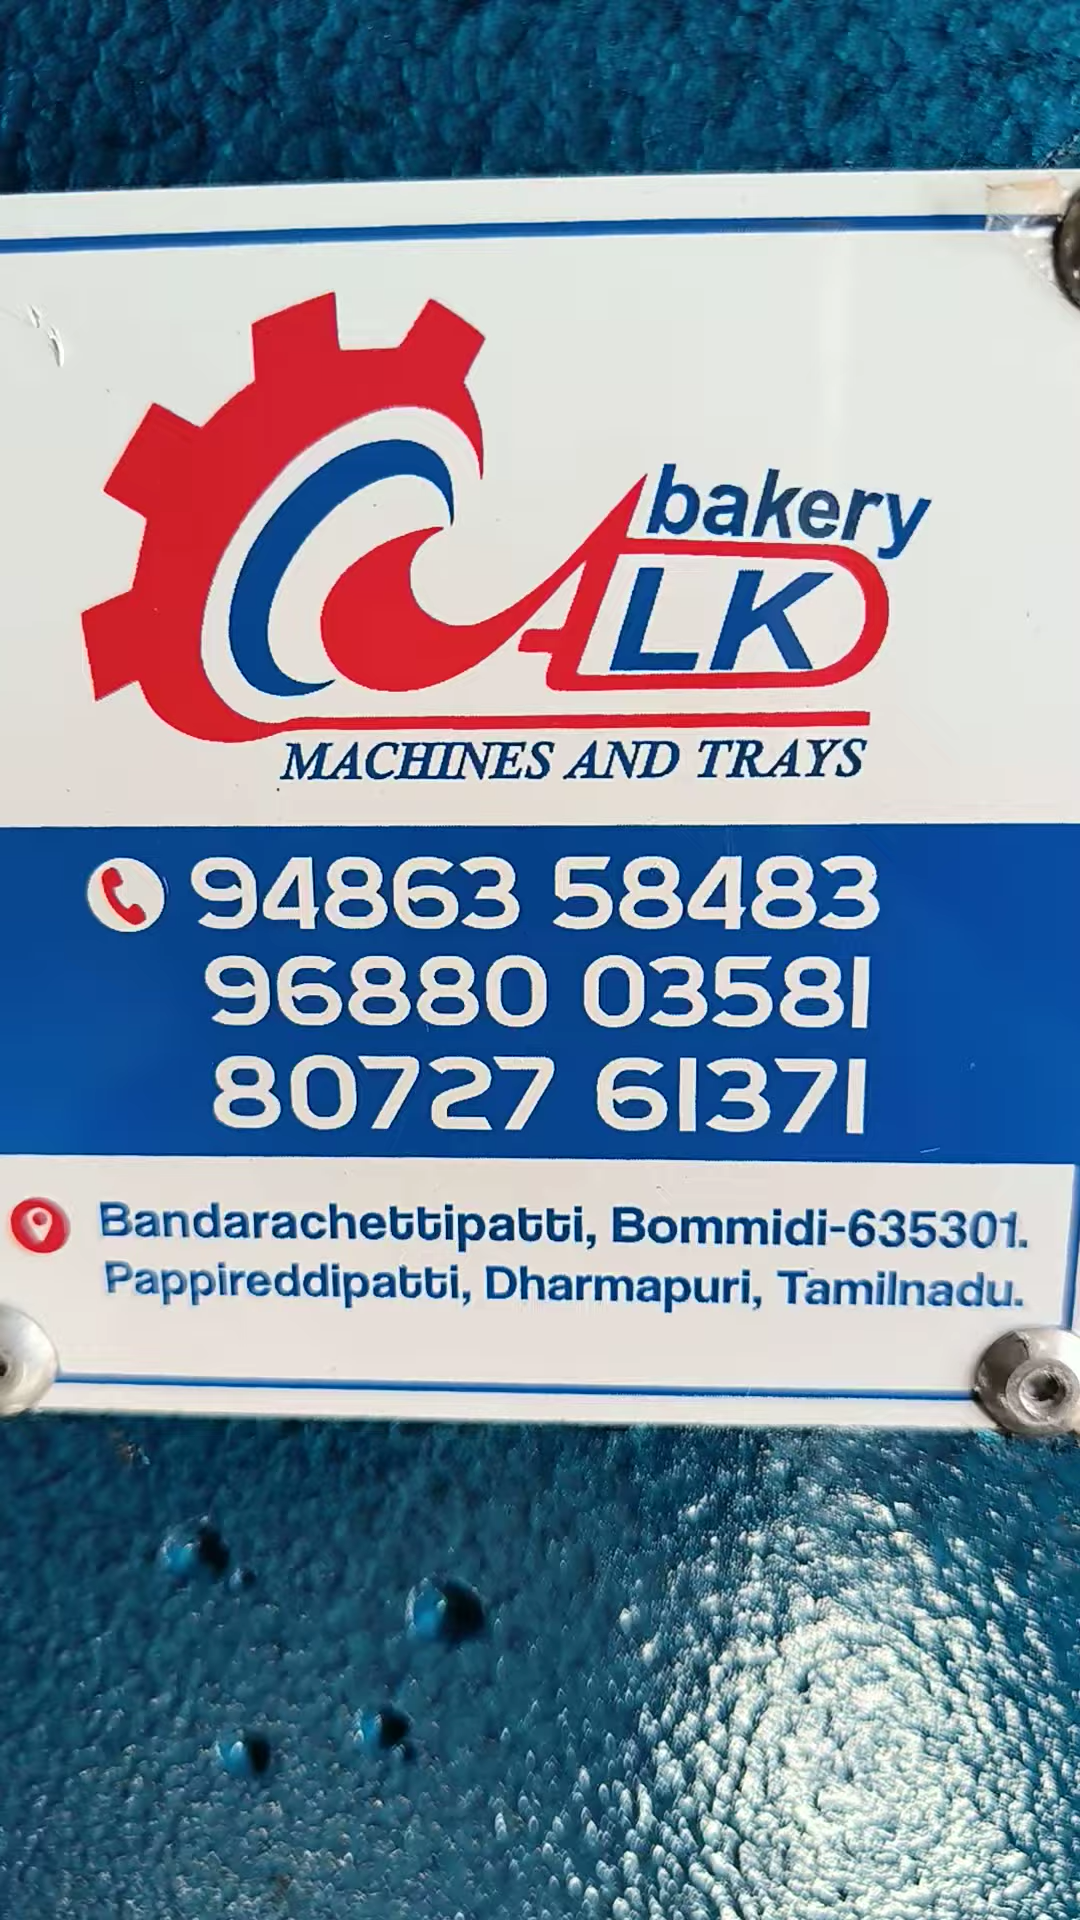 bakery
ALK
MACHINES AND TRAYS
94863 58483
96880 03581
80727 61371
Bandarachettipatti, Bommidi-635301.
Pappireddipatti, Dharmapuri, Tamilnadu.